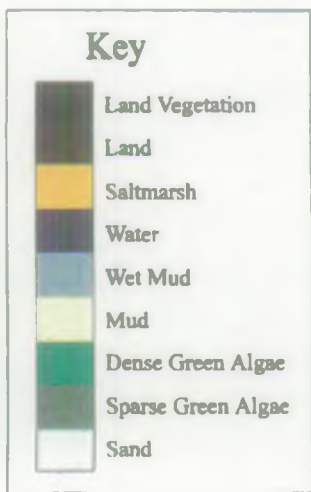 Key
Land Vegetation
Land
Saltmarsh
Water
Wet Mud
Mud
Dense Green Algae
Sparse Green Algae
Sand